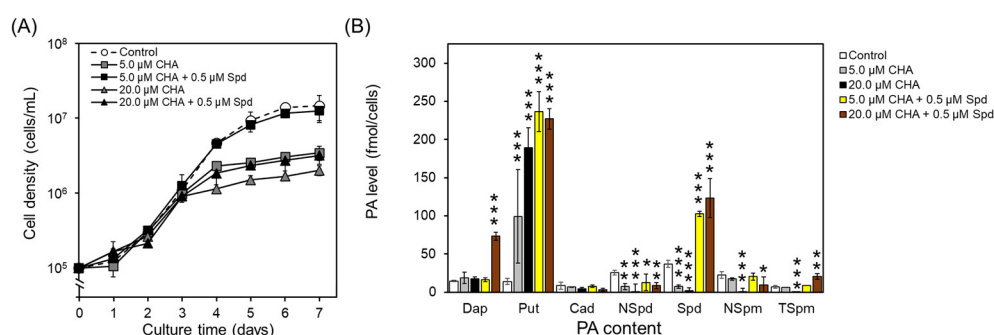 (A)
10⁸
10⁷
10⁶
10⁵
Cell density (cells/mL)
Control
5.0 μM CHA
5.0 μM CHA + 0.5 μM Spd
20.0 μM CHA
20.0 μM CHA + 0.5 μM Spd
0 1 2 3 4 5 6 7
Culture time (days)
(B)
300
250
200
150
100
50
0
PA level (fmol/cells)
*** *** *** ***
***
** *** * **
** *** *** ***
*** *
*** **
Dap Put Cad NSpd Spd NSpm TSpm
PA content
Control
5.0 μM CHA
20.0 μM CHA
5.0 μM CHA + 0.5 μM Spd
20.0 μM CHA + 0.5 μM Spd